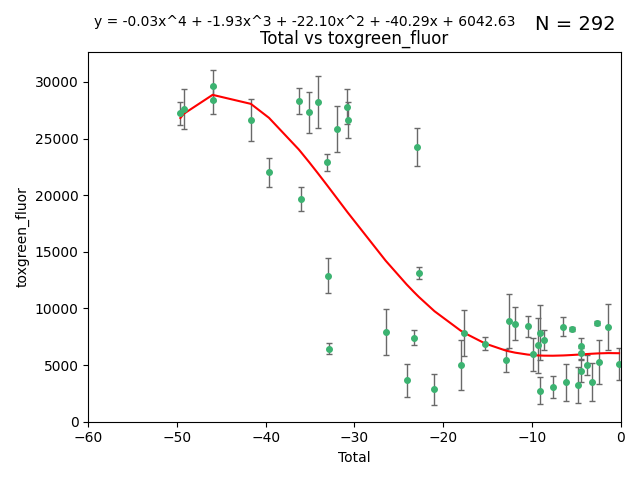 y = -0.03x^4 + -1.93x^3 + -22.10x^2 + -40.29x + 6042.63
N = 292
Total vs toxgreen_fluor
30000
25000
20000
15000
10000
5000
0
toxgreen_fluor
−60
−50
−40
−30
−20
−10
0
Total